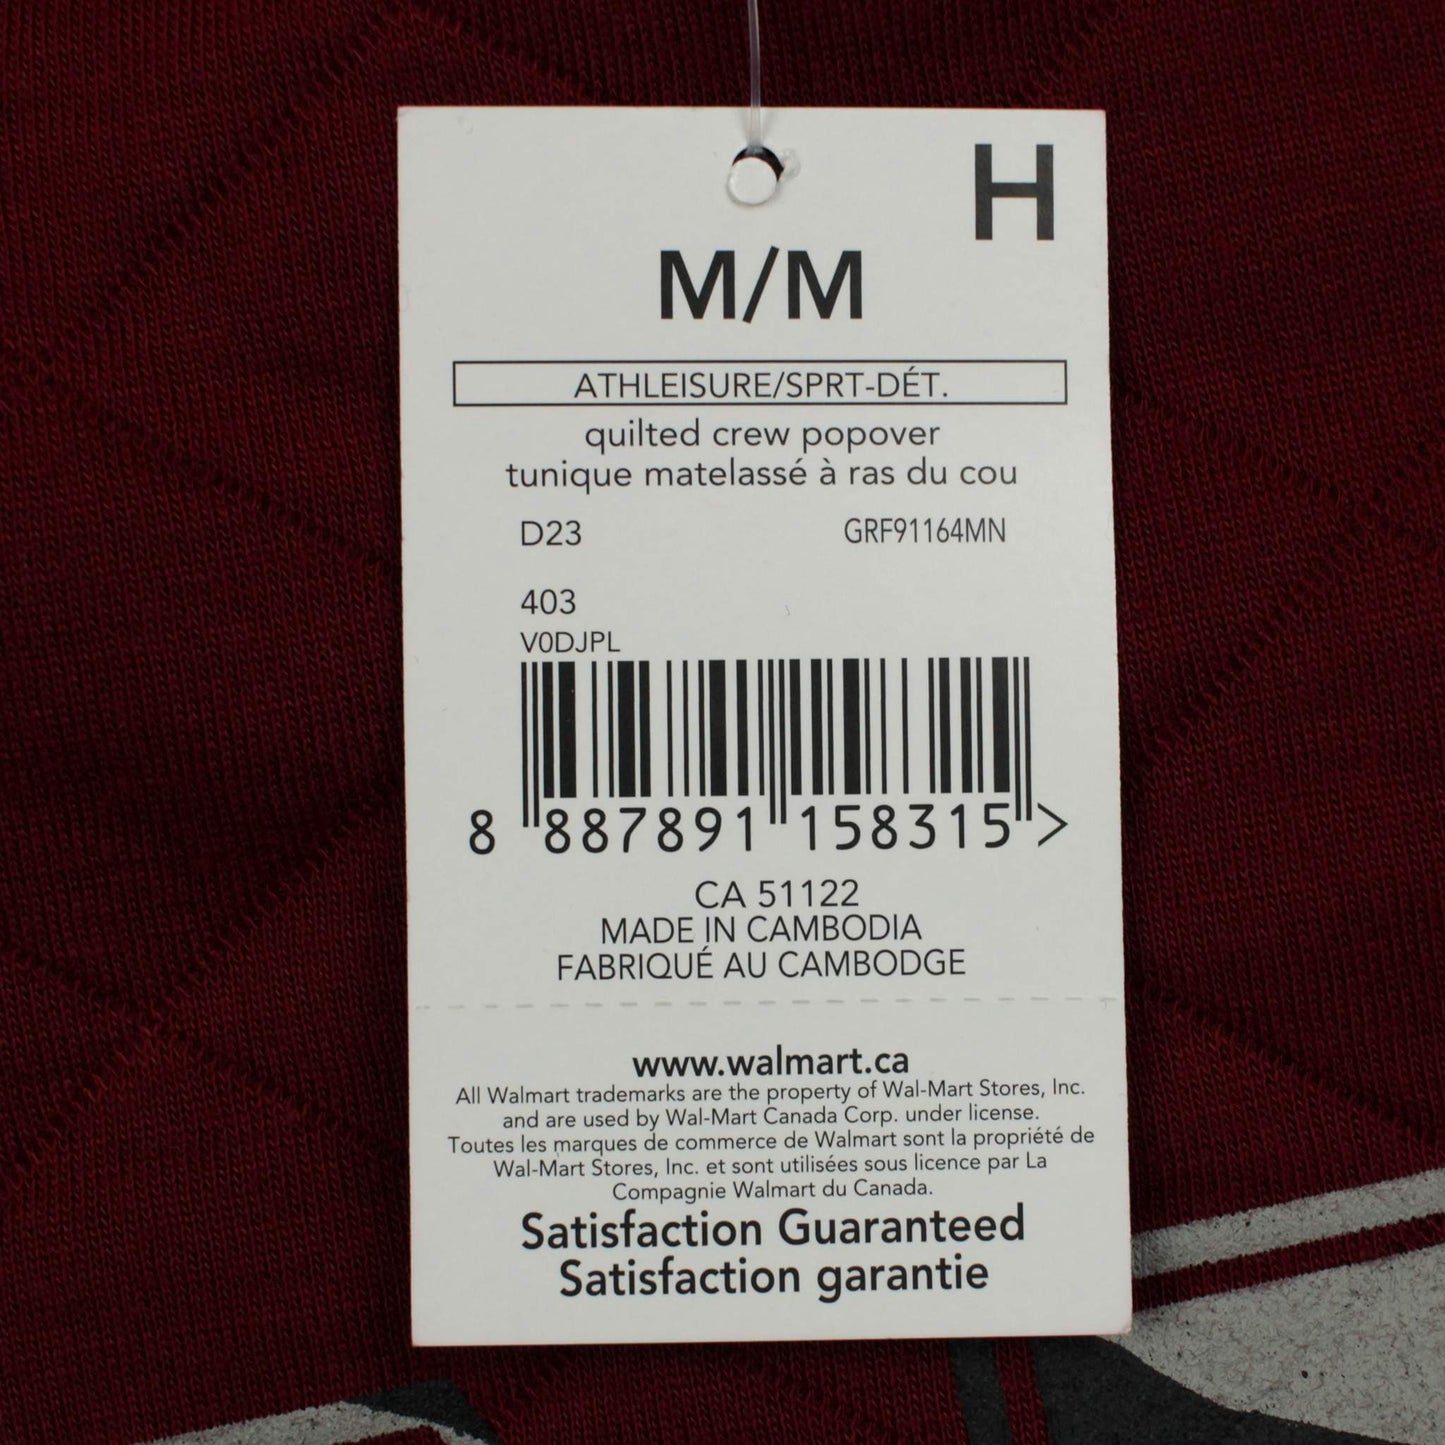 H
M/M
ATHLEISURE/SPRT-DÉT.
quilted crew popover
tunique matelassé à ras du cou
D23 GRF91164MN
403
V0DJPL
8 887891 158315 >
CA 51122
MADE IN CAMBODIA
FABRIQUÉ AU CAMBODGE
www.walmart.ca
All Walmart trademarks are the property of Wal-Mart Stores, Inc.
and are used by Wal-Mart Canada Corp. under license.
Toutes les marques de commerce de Walmart sont la propriété de
Wal-Mart Stores, Inc. et sont utilisées sous licence par La
Compagnie Walmart du Canada.
Satisfaction Guaranteed
Satisfaction garantie